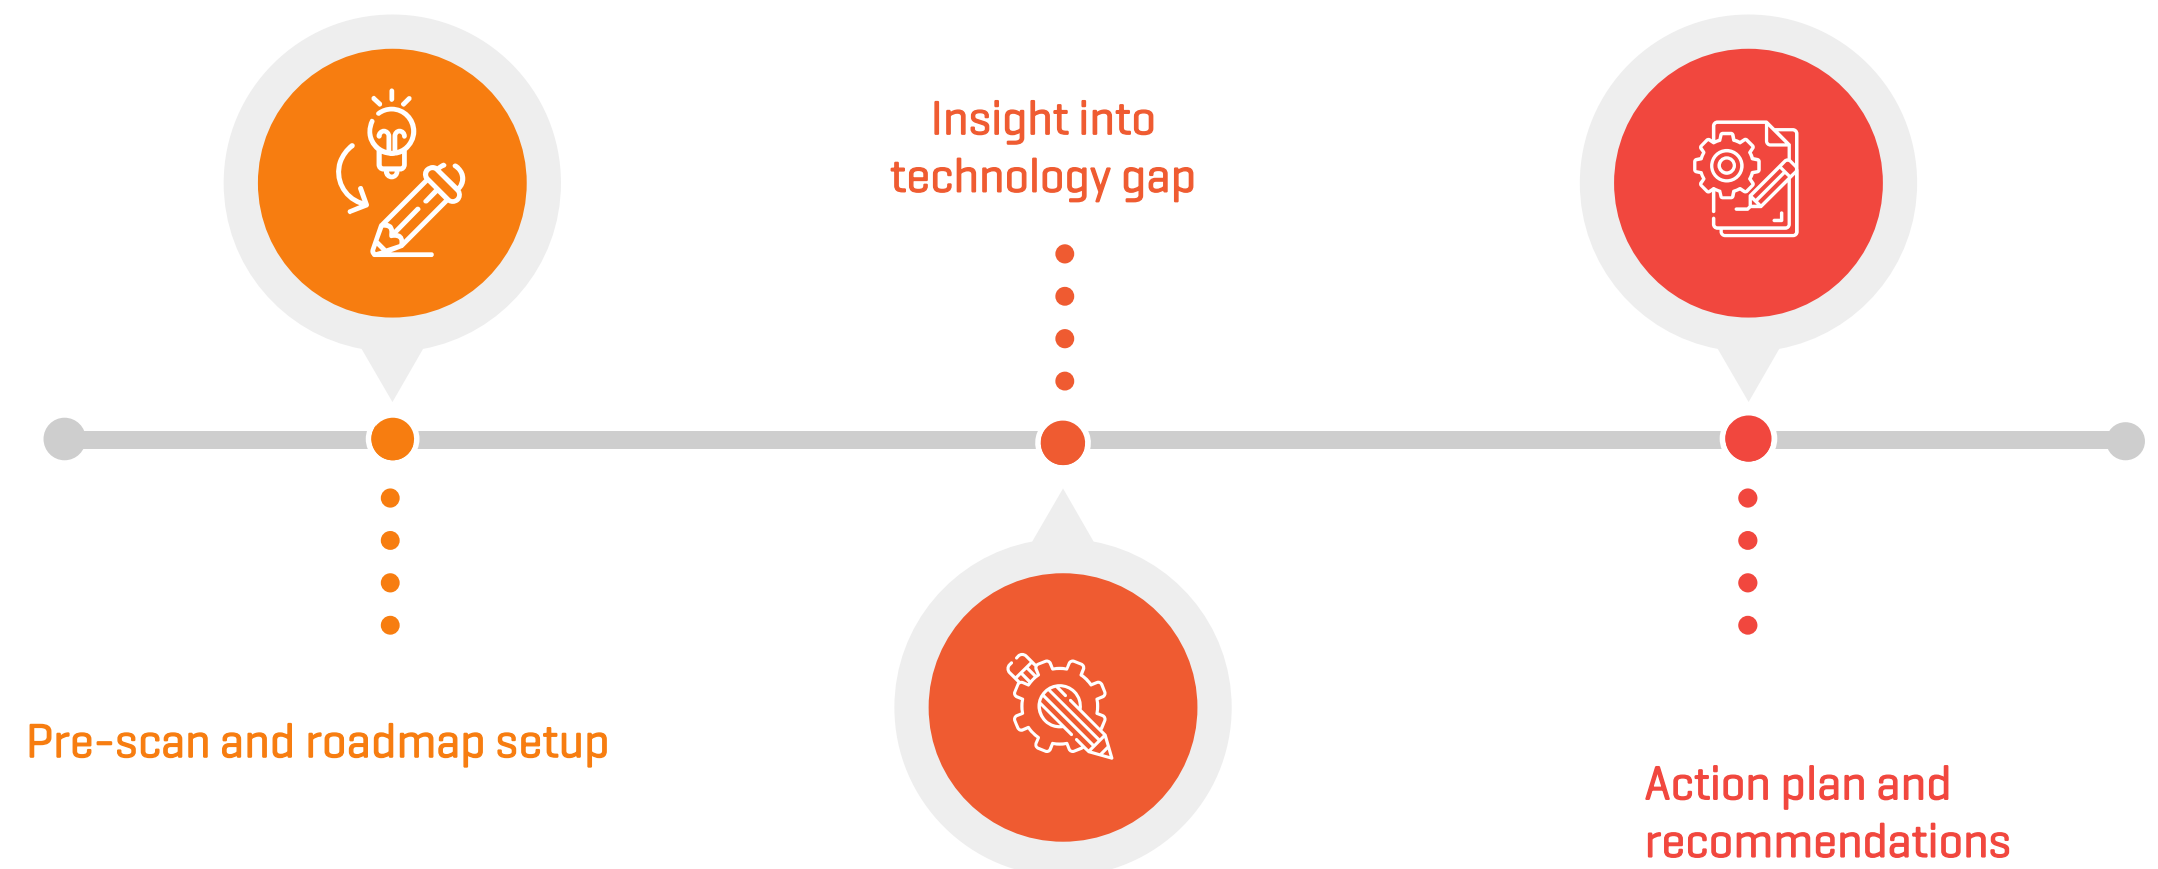 Pre-scan and roadmap setup
Insight into
technology gap
Action plan and
recommendations